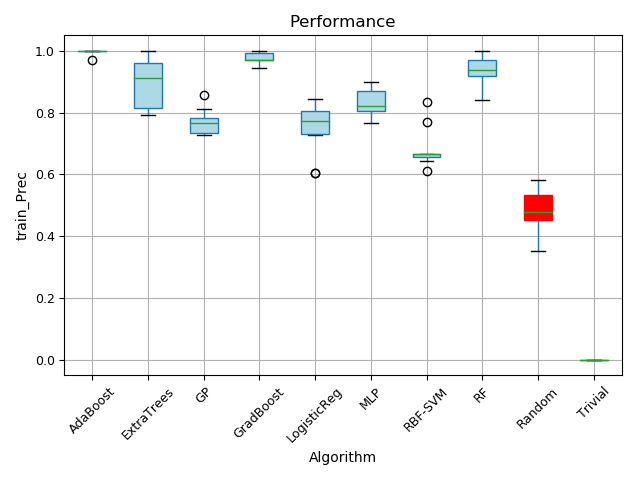 Performance
train_Prec
1.0
0.8
0.6
0.4
0.2
0.0
AdaBoost
ExtraTrees
GP
GradBoost
LogisticReg
MLP
RBF-SVM
RF
Random
Trivial
Algorithm